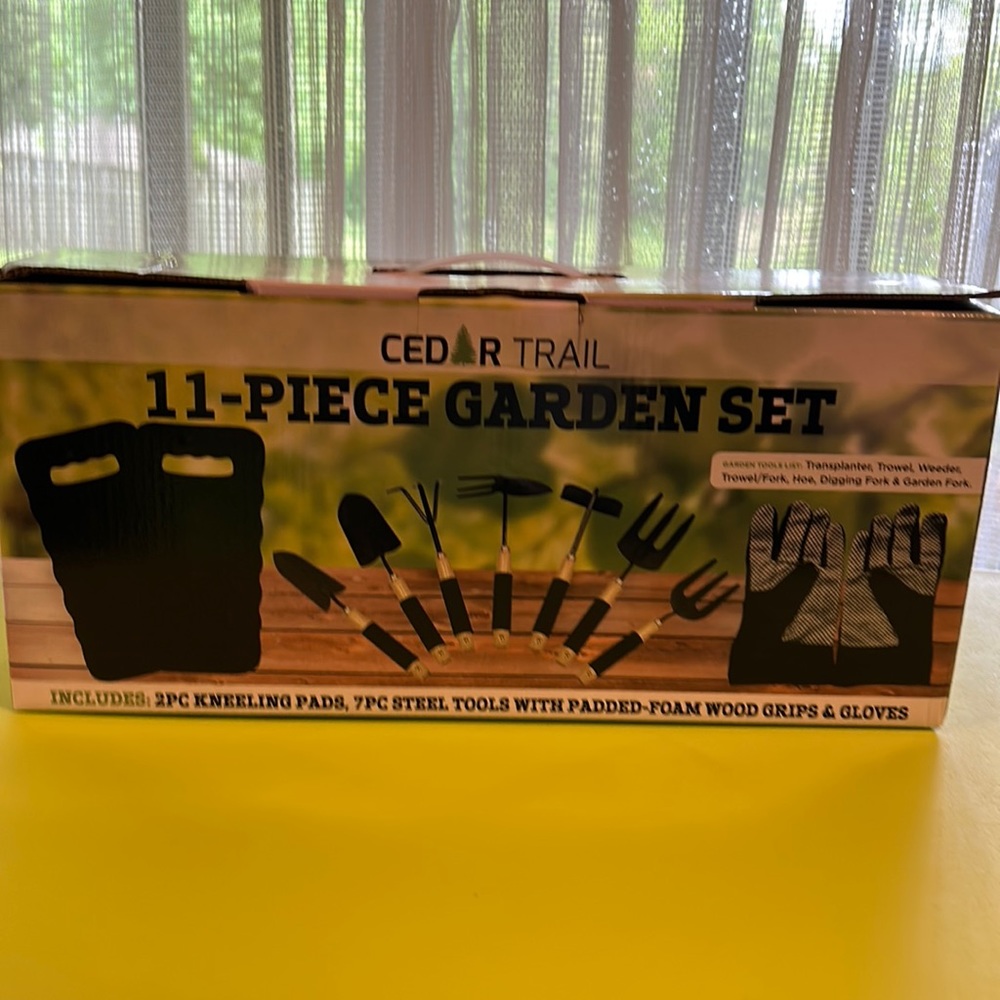 CEDAR TRAIL
11-PIECE GARDEN SET
GARDEN TOOLS LIST: Transplanter, Trowel, Weeder,
Trowel/Fork, Hoe, Digging Fork & Garden Fork.
INCLUDES: 2PC KNEELING PADS, 7PC STEEL TOOLS WITH PADDED-FOAM WOOD GRIPS & GLOVES